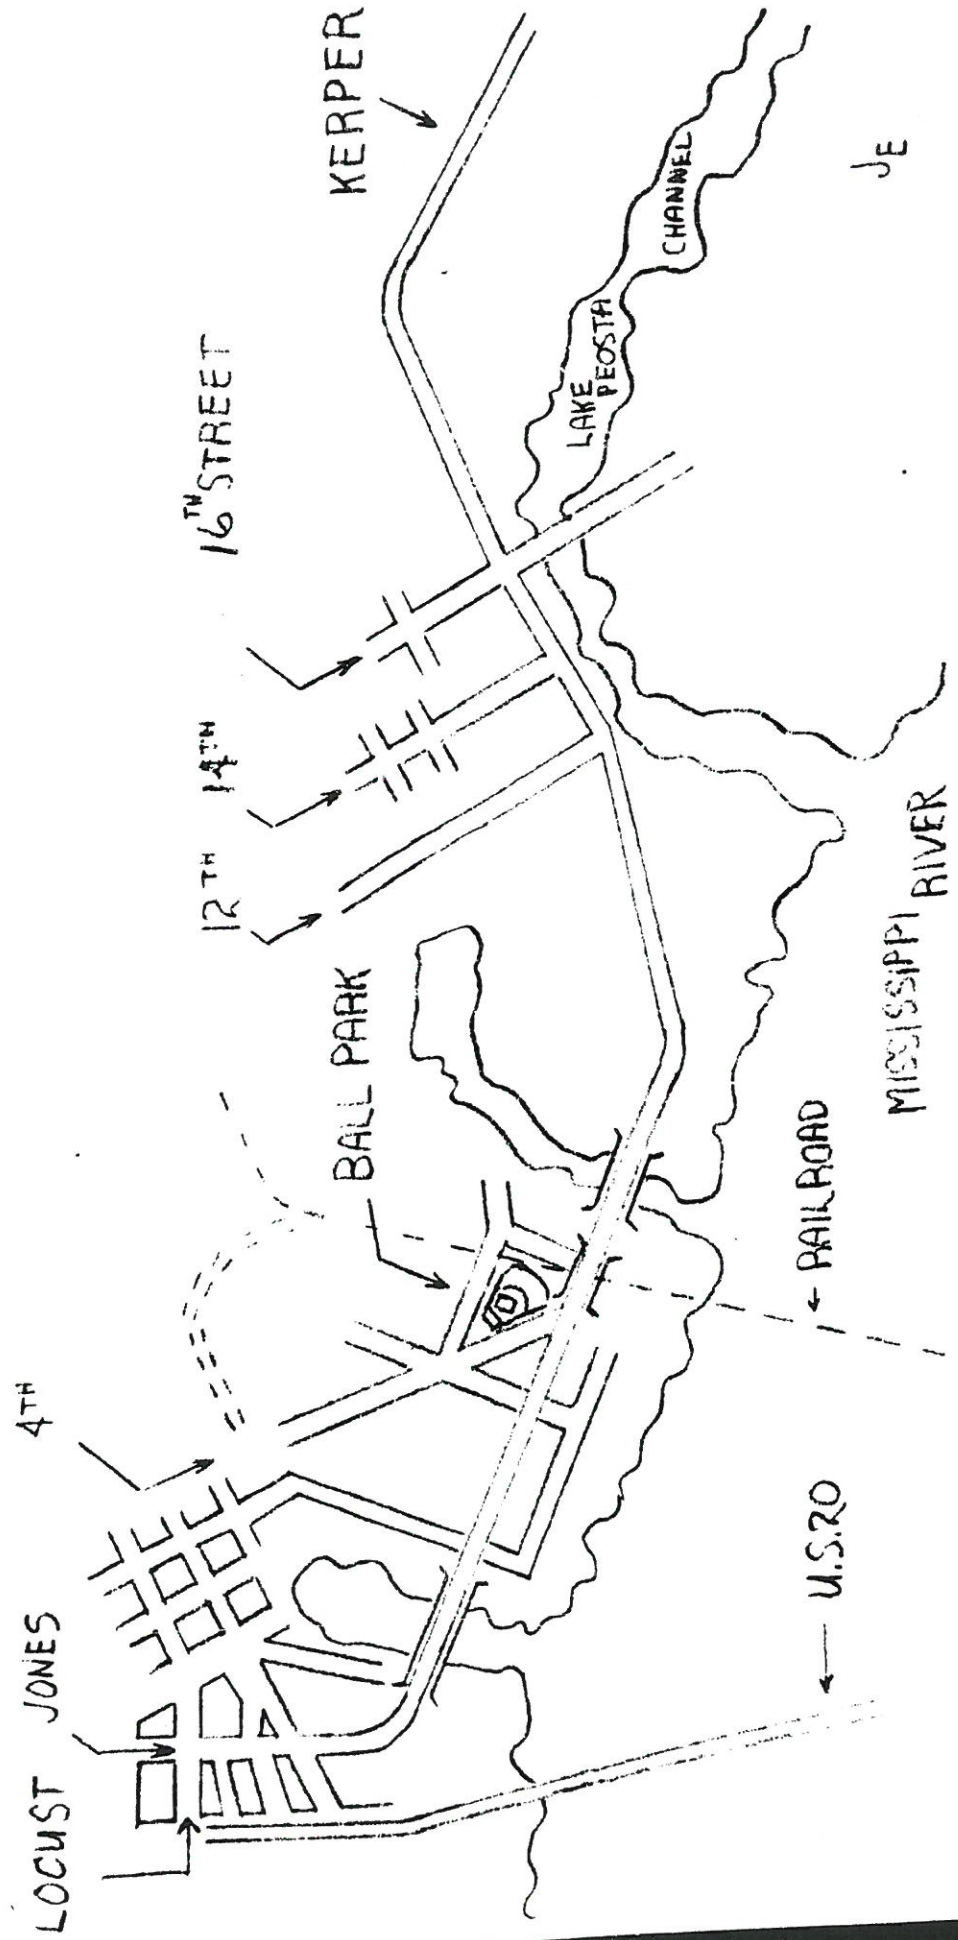 LOCUST
JONES
4TH
BALL PARK
12TH
14TH
16TH STREET
KERPER
LAKE
PEOSTA
CHANNEL
MISSISSIPPI
RIVER
← RAILROAD
← U.S.20
JE